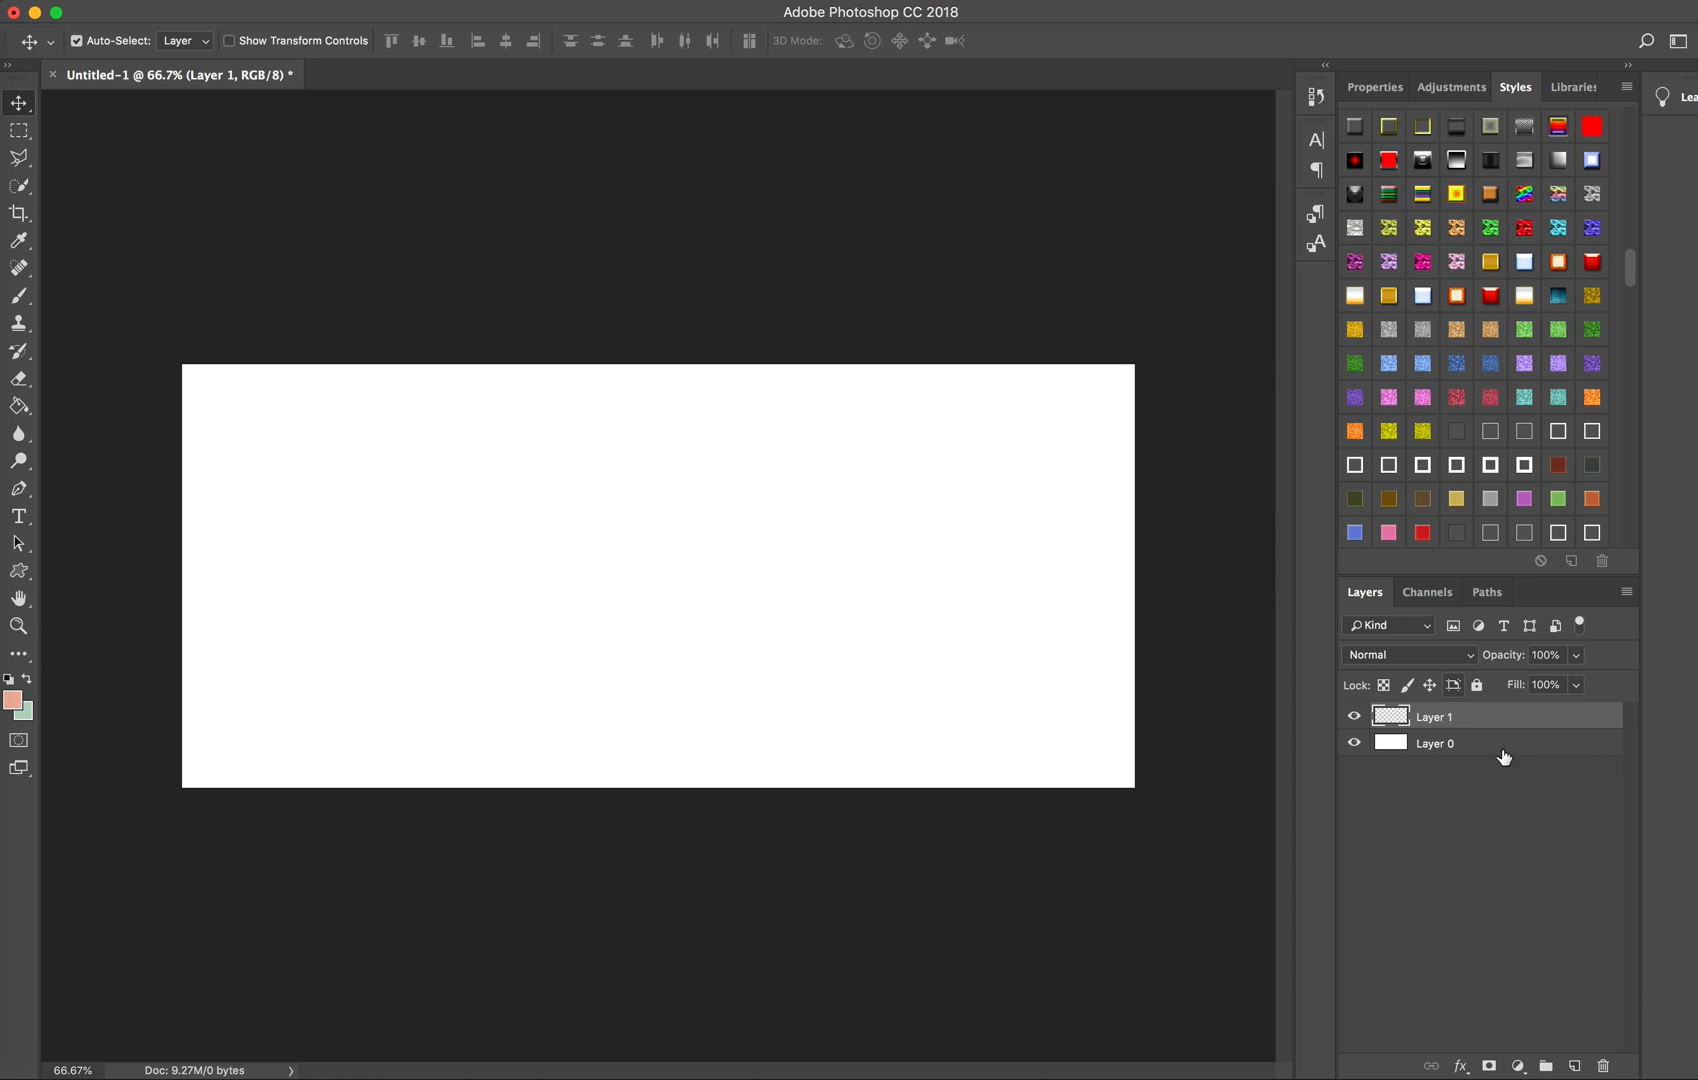 Adobe Photoshop CC 2018
Auto-Select: Layer Show Transform Controls 3D Mode:
Untitled-1 @ 66.7% (Layer 1, RGB/8) *
Properties Adjustments Styles Libraries
Lea
Layers Channels Paths
Kind
Normal Opacity: 100%
Lock: Fill: 100%
Layer 1
Layer 0
66.67% Doc: 9.27M/0 bytes